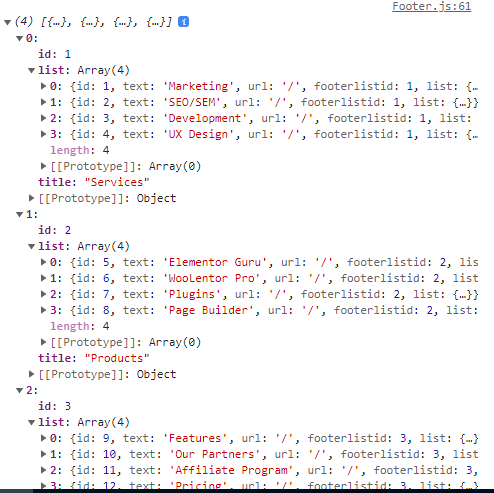 Footer.js:61
(4) [{…}, {…}, {…}, {…}] i
0:
id: 1
list: Array(4)
0: {id: 1, text: 'Marketing', url: '/', footerlistid: 1, list: {…
1: {id: 2, text: 'SEO/SEM', url: '/', footerlistid: 1, list: {…}}
2: {id: 3, text: 'Development', url: '/', footerlistid: 1, list:
3: {id: 4, text: 'UX Design', url: '/', footerlistid: 1, list: {…
length: 4
[[Prototype]]: Array(0)
title: "Services"
[[Prototype]]: Object
1:
id: 2
list: Array(4)
0: {id: 5, text: 'Elementor Guru', url: '/', footerlistid: 2, lis
1: {id: 6, text: 'WooLentor Pro', url: '/', footerlistid: 2, list
2: {id: 7, text: 'Plugins', url: '/', footerlistid: 2, list: {…}}
3: {id: 8, text: 'Page Builder', url: '/', footerlistid: 2, list:
length: 4
[[Prototype]]: Array(0)
title: "Products"
[[Prototype]]: Object
2:
id: 3
list: Array(4)
0: {id: 9, text: 'Features', url: '/', footerlistid: 3, list: {…}
1: {id: 10, text: 'Our Partners', url: '/', footerlistid: 3, list
2: {id: 11, text: 'Affiliate Program', url: '/', footerlistid: 3,
3: {id: 12, text: 'Pricing', url: '/', footerlistid: 3, list: {…}